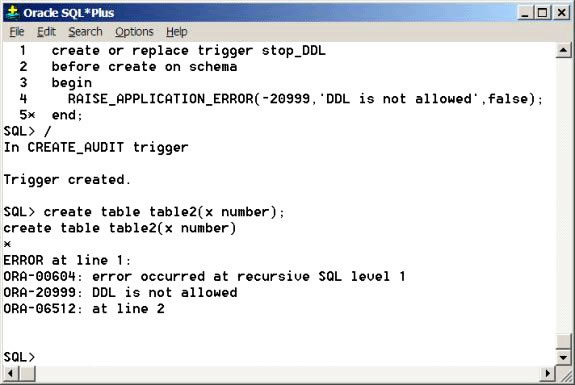 Oracle SQL*Plus
File Edit Search Options Help
1 create or replace trigger stop_DDL
2 before create on schema
3 begin
4 RAISE_APPLICATION_ERROR(-20999,'DDL is not allowed',false);
5* end;
SQL> /
In CREATE_AUDIT trigger
Trigger created.
SQL> create table table2(x number);
create table table2(x number)
*
ERROR at line 1:
ORA-00604: error occurred at recursive SQL level 1
ORA-20999: DDL is not allowed
ORA-06512: at line 2
SQL>